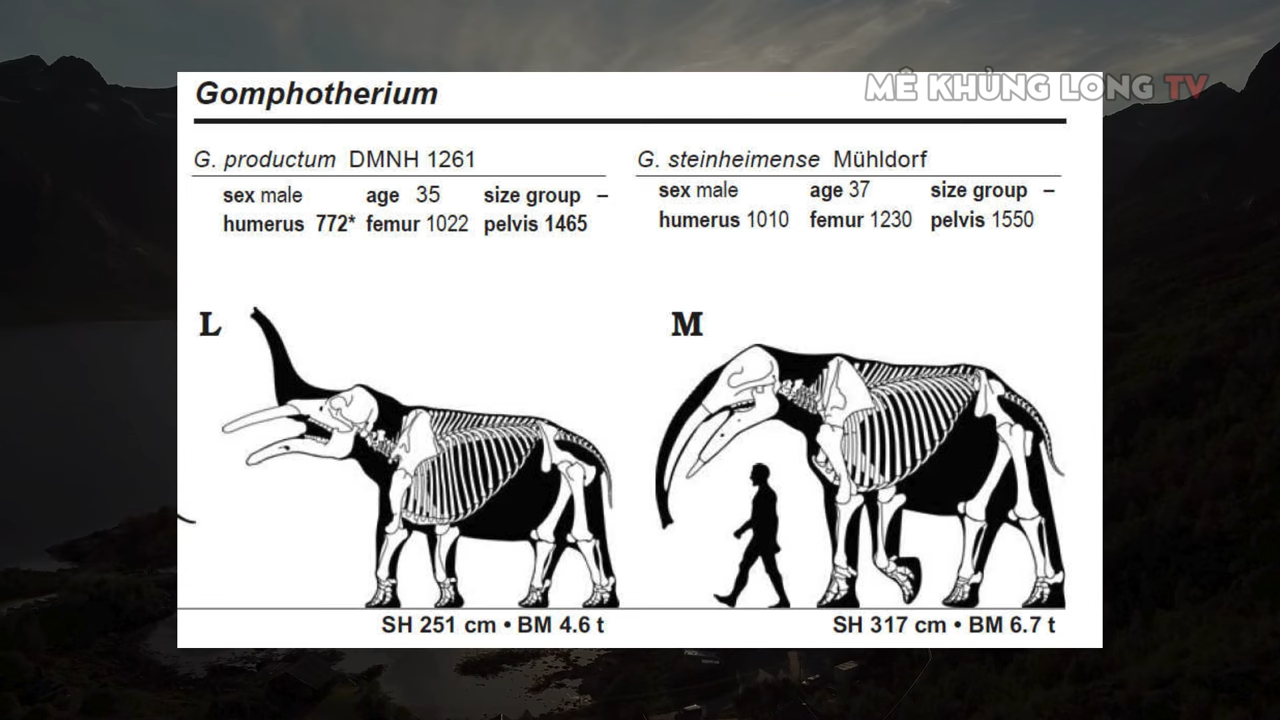 MÊ KHỦNG LONG TV
Gomphotherium
G. productum DMNH 1261
sex male age 35 size group –
humerus 772* femur 1022 pelvis 1465
G. steinheimense Mühldorf
sex male age 37 size group –
humerus 1010 femur 1230 pelvis 1550
L
M
SH 251 cm • BM 4.6 t
SH 317 cm • BM 6.7 t